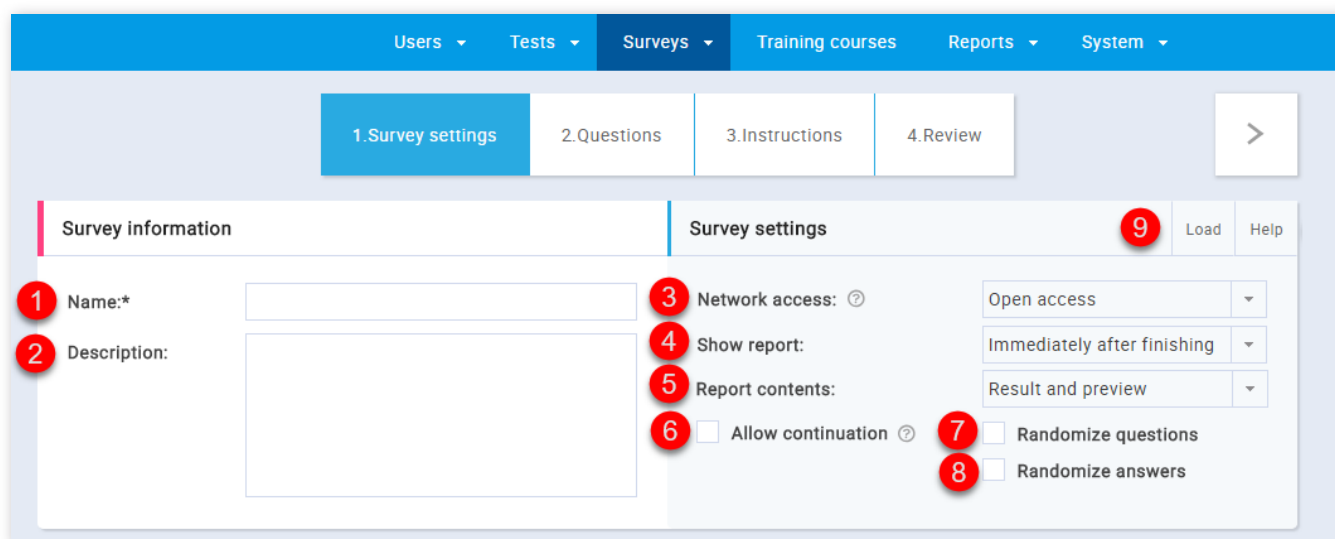 Users Tests Surveys Training courses Reports System
1.Survey settings 2.Questions 3.Instructions 4.Review >
Survey information
Survey settings 9 Load Help
1 Name:*
2 Description:
3 Network access: ? Open access
4 Show report: Immediately after finishing
5 Report contents: Result and preview
6 Allow continuation ? 7 Randomize questions
8 Randomize answers